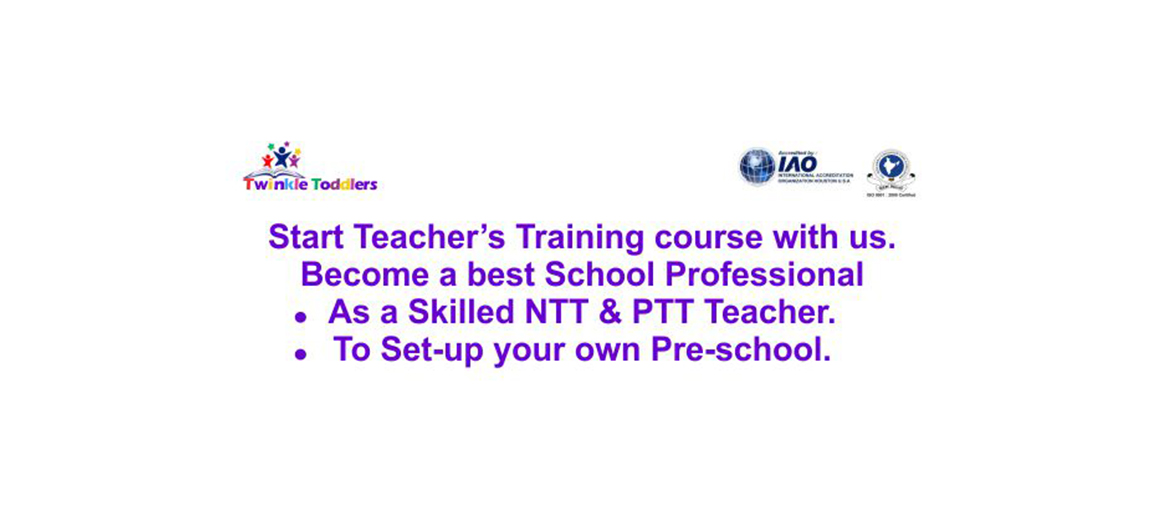 Twinkle Toddlers
Accredited by :
IAO
INTERNATIONAL ACCREDITATION
ORGANIZATION HOUSTON U.S.A
ISO 9001 : 2008 Certified
Start Teacher’s Training course with us.
Become a best School Professional
• As a Skilled NTT & PTT Teacher.
• To Set-up your own Pre-school.